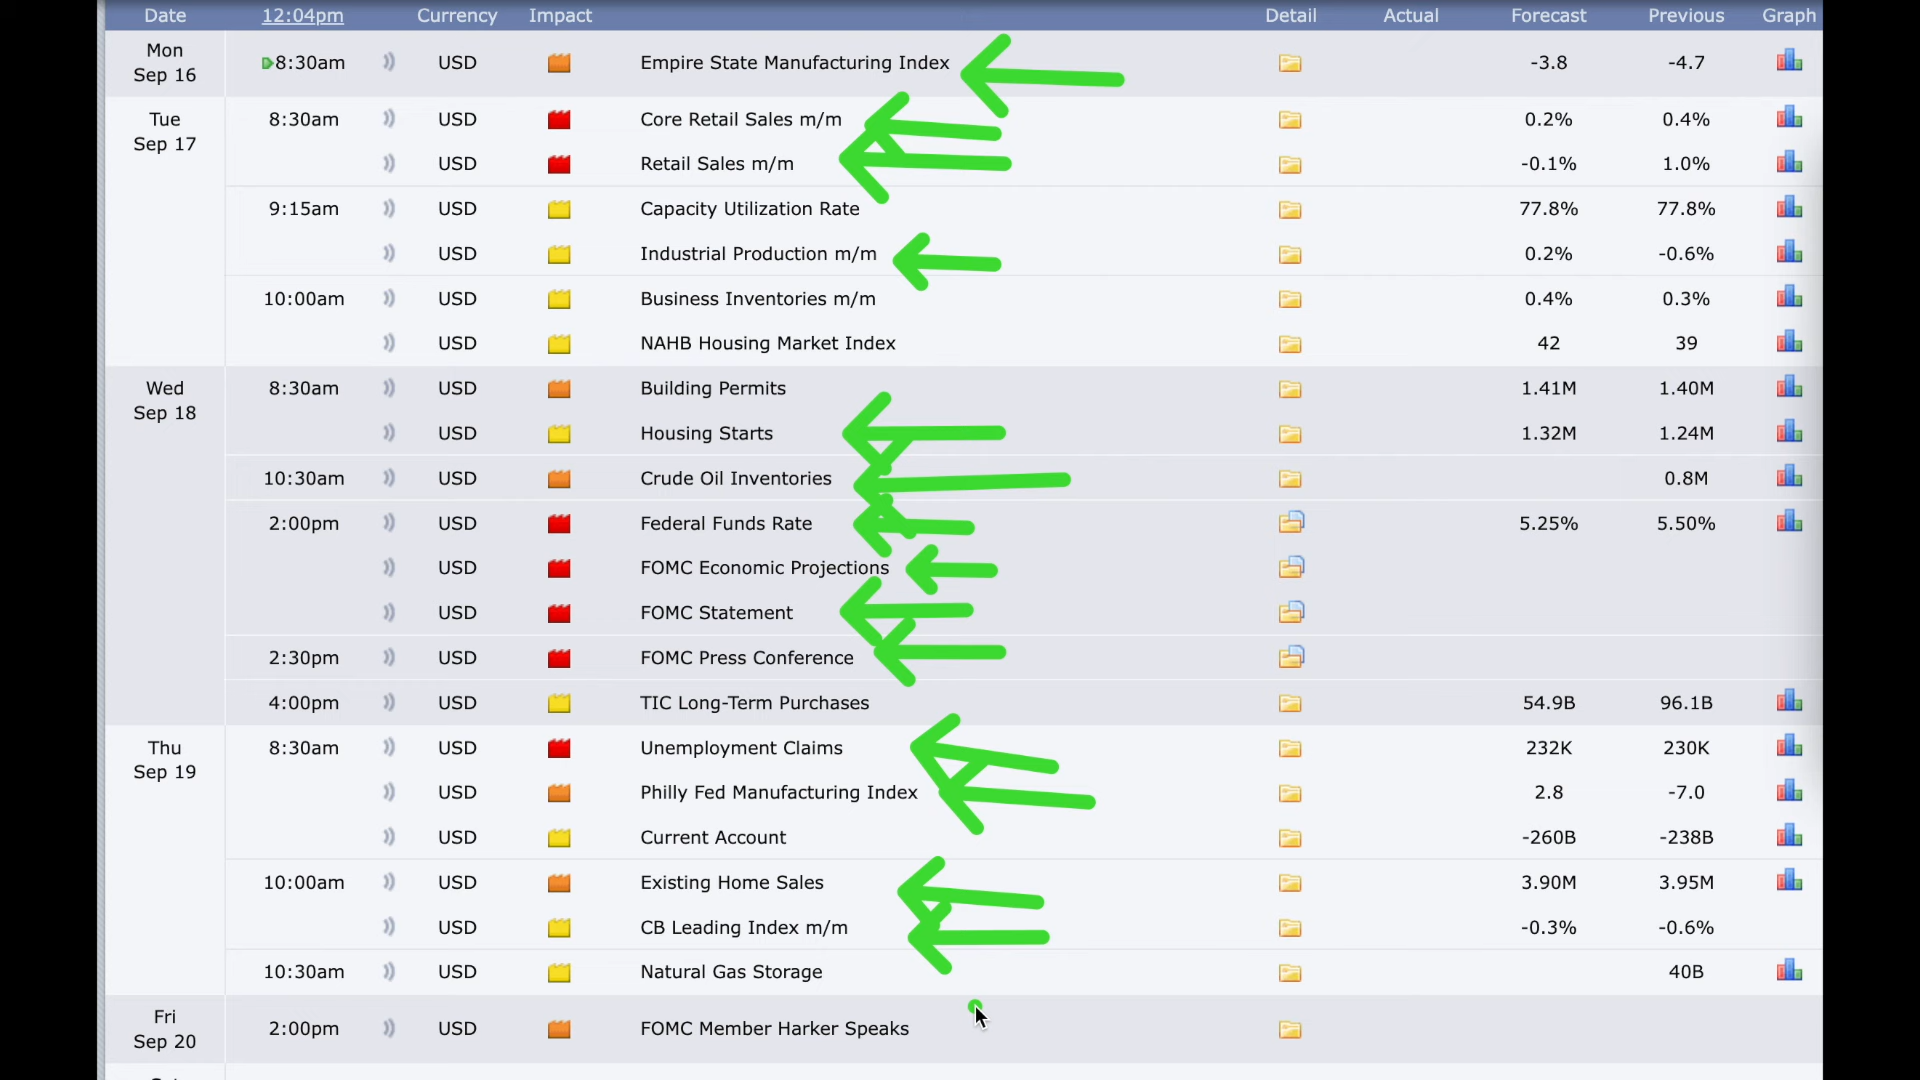 Date 12:04pm Currency Impact Detail Actual Forecast Previous Graph
Mon Sep 16 8:30am USD Empire State Manufacturing Index -3.8 -4.7
Tue Sep 17 8:30am USD Core Retail Sales m/m 0.2% 0.4%
USD Retail Sales m/m -0.1% 1.0%
9:15am USD Capacity Utilization Rate 77.8% 77.8%
USD Industrial Production m/m 0.2% -0.6%
10:00am USD Business Inventories m/m 0.4% 0.3%
USD NAHB Housing Market Index 42 39
Wed Sep 18 8:30am USD Building Permits 1.41M 1.40M
USD Housing Starts 1.32M 1.24M
10:30am USD Crude Oil Inventories 0.8M
2:00pm USD Federal Funds Rate 5.25% 5.50%
USD FOMC Economic Projections
USD FOMC Statement
2:30pm USD FOMC Press Conference
4:00pm USD TIC Long-Term Purchases 54.9B 96.1B
Thu Sep 19 8:30am USD Unemployment Claims 232K 230K
USD Philly Fed Manufacturing Index 2.8 -7.0
USD Current Account -260B -238B
10:00am USD Existing Home Sales 3.90M 3.95M
USD CB Leading Index m/m -0.3% -0.6%
10:30am USD Natural Gas Storage 40B
Fri Sep 20 2:00pm USD FOMC Member Harker Speaks